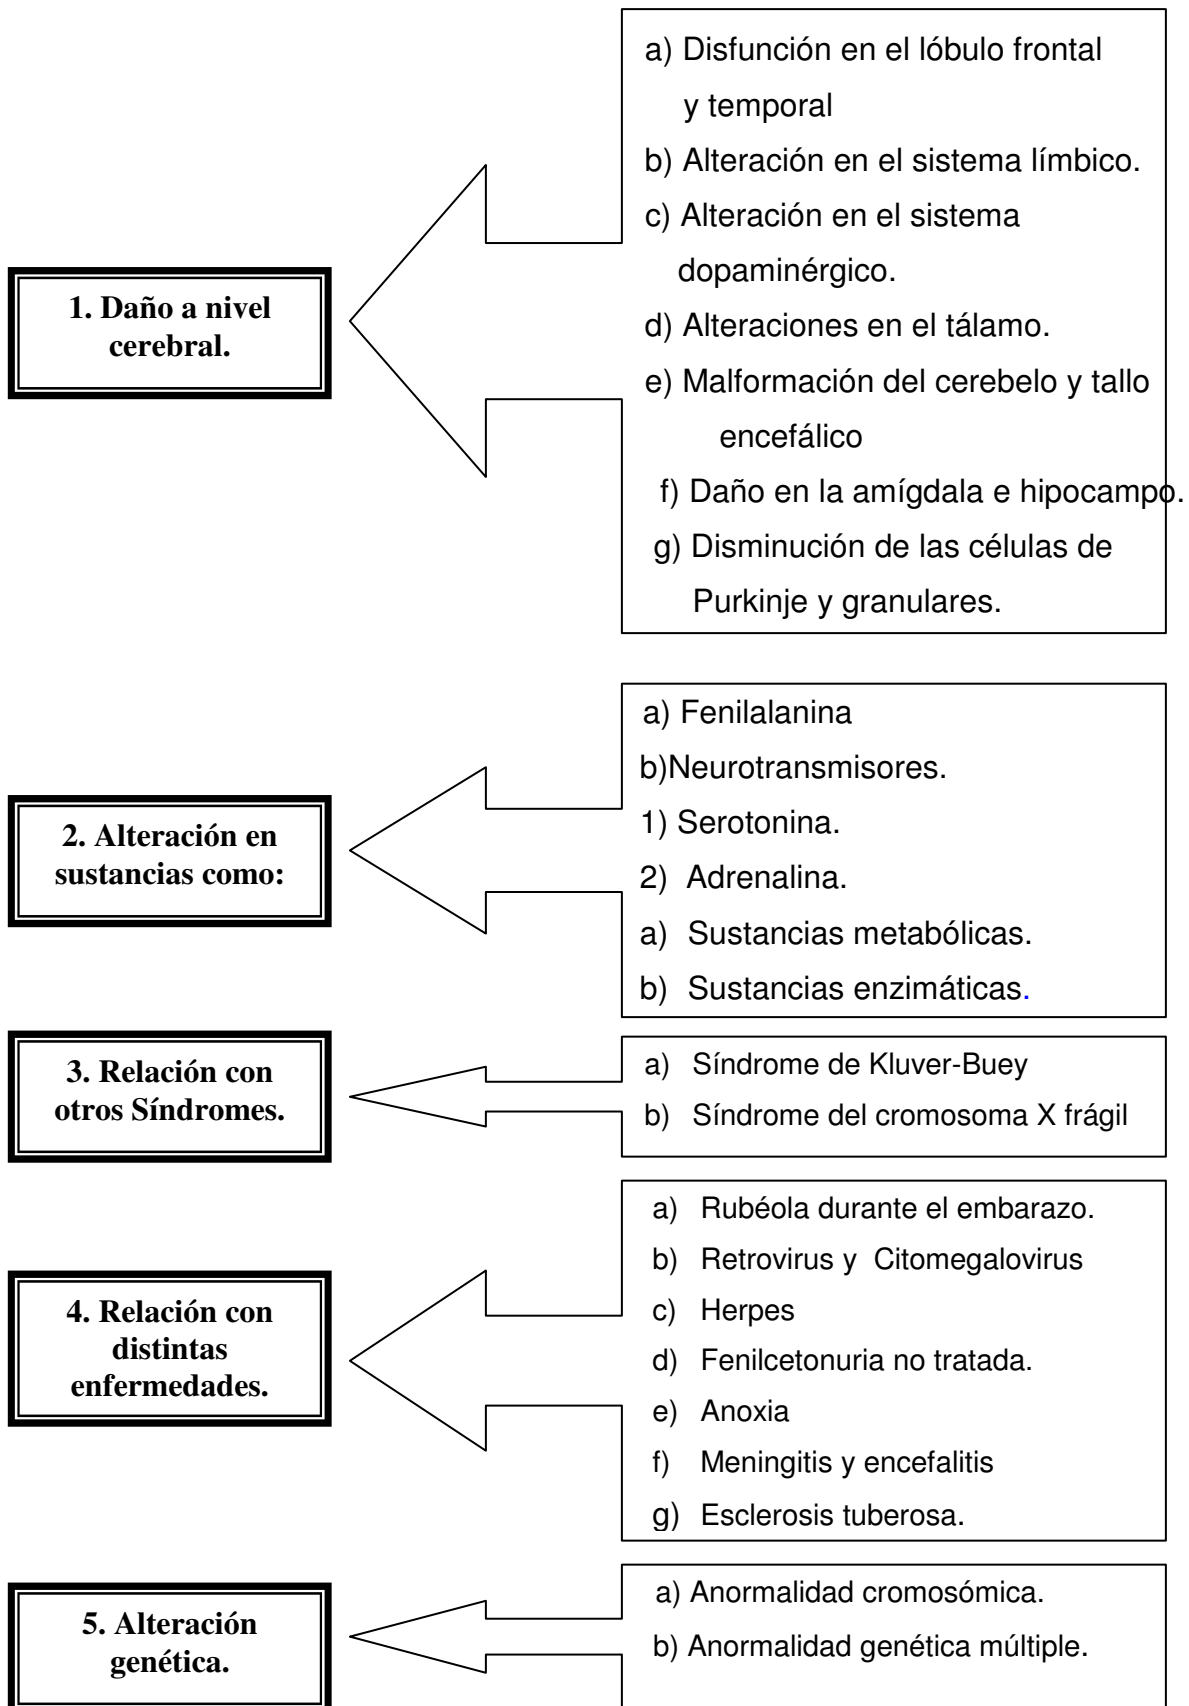 1. Daño a nivel
cerebral.
a) Disfunción en el lóbulo frontal
y temporal
b) Alteración en el sistema límbico.
c) Alteración en el sistema
dopaminérgico.
d) Alteraciones en el tálamo.
e) Malformación del cerebelo y tallo
encefálico
f) Daño en la amígdala e hipocampo.
g) Disminución de las células de
Purkinje y granulares.
2. Alteración en
sustancias como:
a) Fenilalanina
b)Neurotransmisores.
1) Serotonina.
2) Adrenalina.
a) Sustancias metabólicas.
b) Sustancias enzimáticas.
3. Relación con
otros Síndromes.
a) Síndrome de Kluver-Buey
b) Síndrome del cromosoma X frágil
4. Relación con
distintas
enfermedades.
a) Rubéola durante el embarazo.
b) Retrovirus y Citomegalovirus
c) Herpes
d) Fenilcetonuria no tratada.
e) Anoxia
f) Meningitis y encefalitis
g) Esclerosis tuberosa.
5. Alteración
genética.
a) Anormalidad cromosómica.
b) Anormalidad genética múltiple.